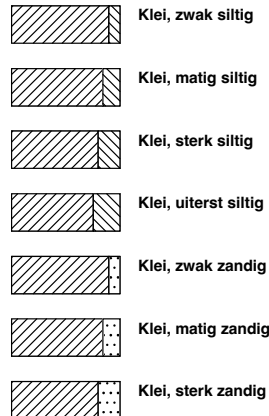 Klei, zwak siltig
Klei, matig siltig
Klei, sterk siltig
Klei, uiterst siltig
Klei, zwak zandig
Klei, matig zandig
Klei, sterk zandig